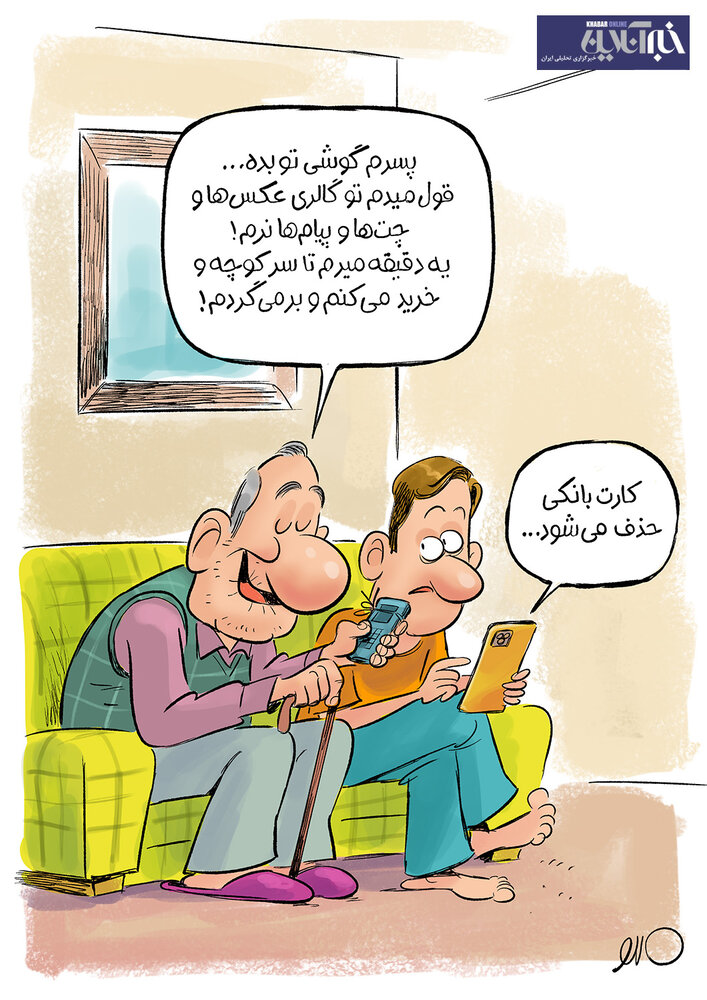 KHABAR ONLINE
خبرآنلاین
خبرگزاری تحلیلی ایران
پسرم گوشی تو بده...
قول میدم تو گالری عکس‌ها و
چت‌ها و پیام‌ها نرم!
یه دقیقه میرم تا سر کوچه و
خرید می‌کنم و برمی‌گردم!
کارت بانکی
حذف می‌شود...